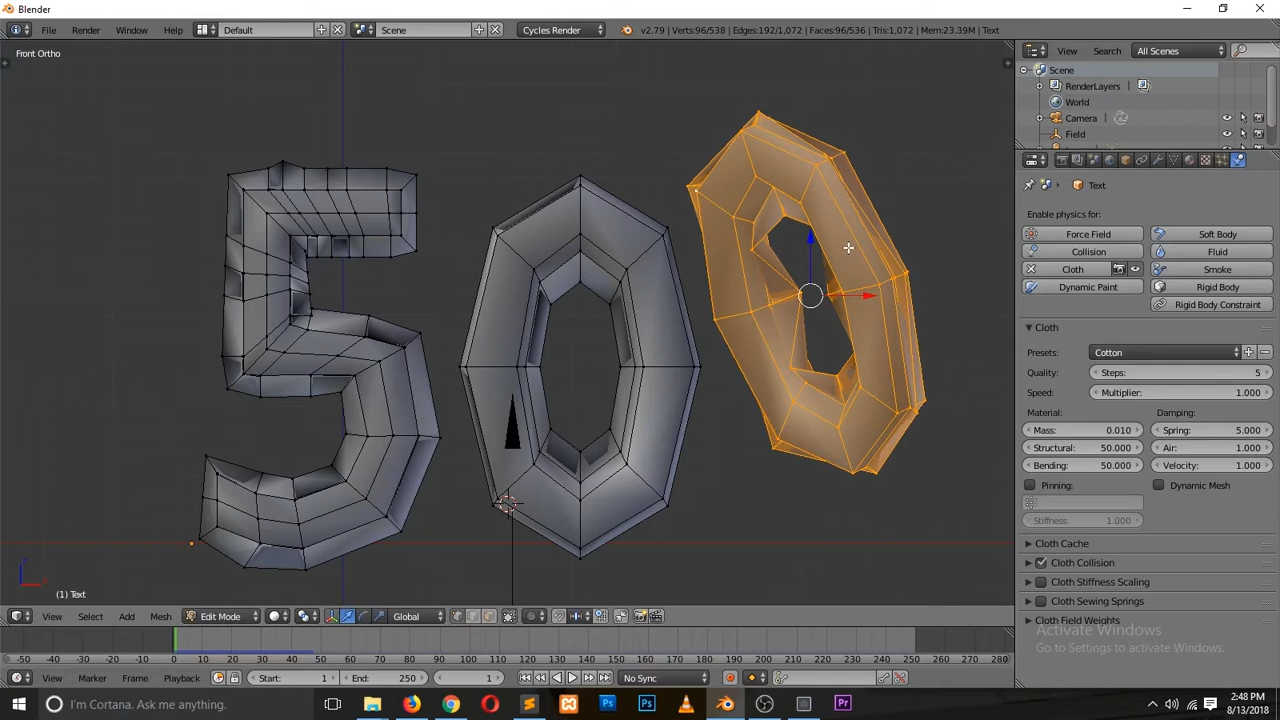 Blender
File Render Window Help Default Scene Cycles Render v2.79 | Verts:96/538 | Edges:192/1,072 | Faces:96/536 | Tris:1,072 | Mem:23.39M | Text
Front Ortho
View Search All Scenes
Scene
RenderLayers
World
Camera
Field
Text
Enable physics for:
Force Field Soft Body
Collision Fluid
Cloth Smoke
Dynamic Paint Rigid Body
Rigid Body Constraint
Cloth
Presets: Cotton
Quality: Steps: 5
Speed: Multiplier: 1.000
Material: Damping:
Mass: 0.010 Spring: 5.000
Structural: 50.000 Air: 1.000
Bending: 50.000 Velocity: 1.000
Pinning: Dynamic Mesh
Stiffness: 1.000
Cloth Cache
Cloth Collision
Cloth Stiffness Scaling
Cloth Sewing Springs
Cloth Field Weights
Activate Windows
Go to Settings to activate Windows.
500
(1) Text
View Select Add Mesh Edit Mode Global
-50 -40 -30 -20 -10 0 10 20 30 40 50 60 70 80 90 100 110 120 130 140 150 160 170 180 190 200 210 220 230 240 250 260 270 280
View Marker Frame Playback Start: 1 End: 250 1 No Sync
I'm Cortana. Ask me anything.
2:48 PM
8/13/2018